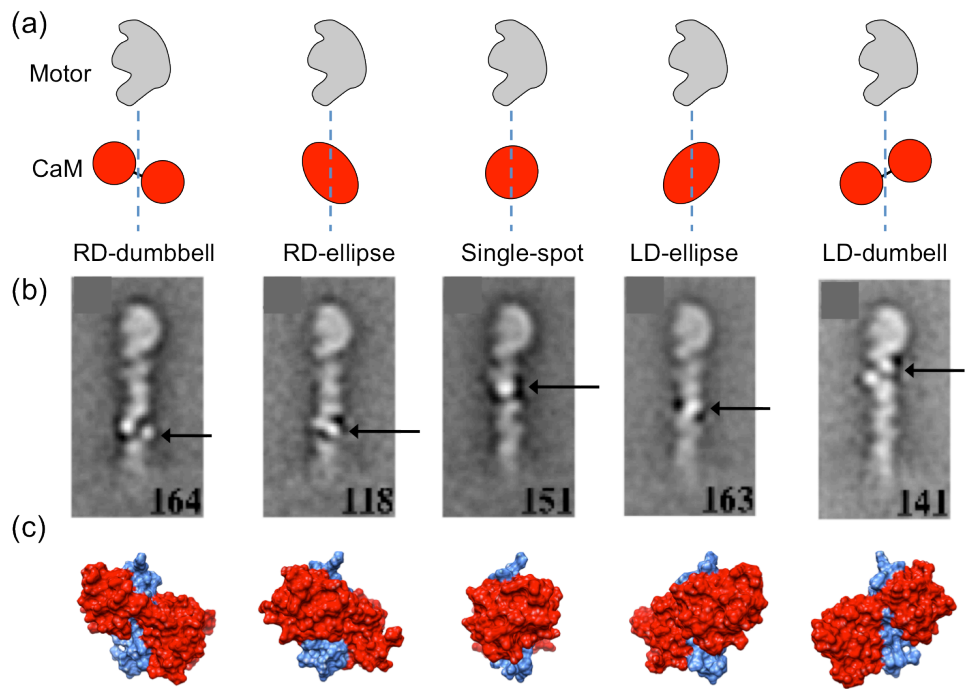 (a)
Motor
CaM
RD-dumbbell RD-ellipse Single-spot LD-ellipse LD-dumbell
(b)
164 118 151 163 141
(c)